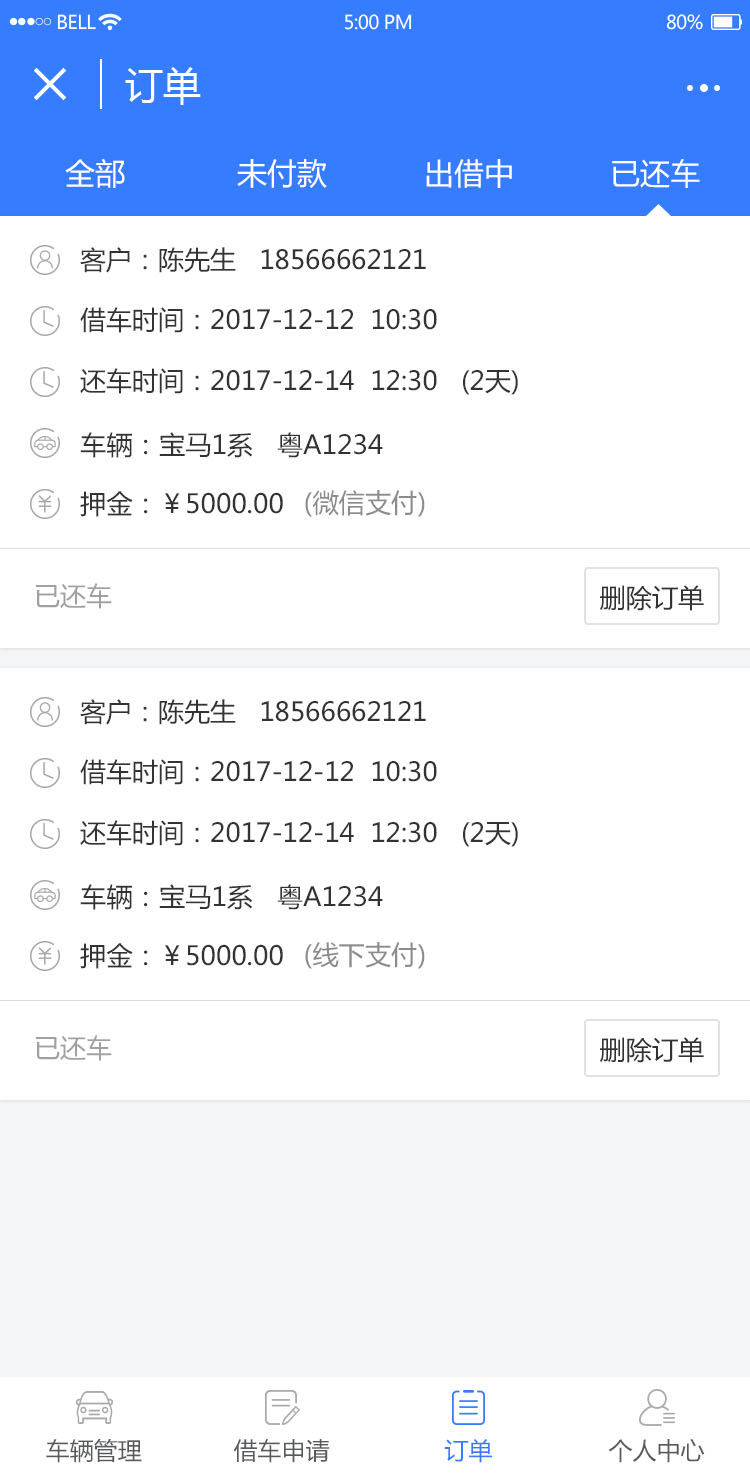 BELL 5:00 PM 80%
订单
全部 未付款 出借中 已还车
客户：陈先生 18566662121
借车时间：2017-12-12 10:30
还车时间：2017-12-14 12:30 (2天)
车辆：宝马1系 粤A1234
押金：￥5000.00 (微信支付)
已还车 删除订单
客户：陈先生 18566662121
借车时间：2017-12-12 10:30
还车时间：2017-12-14 12:30 (2天)
车辆：宝马1系 粤A1234
押金：￥5000.00 (线下支付)
已还车 删除订单
车辆管理 借车申请 订单 个人中心